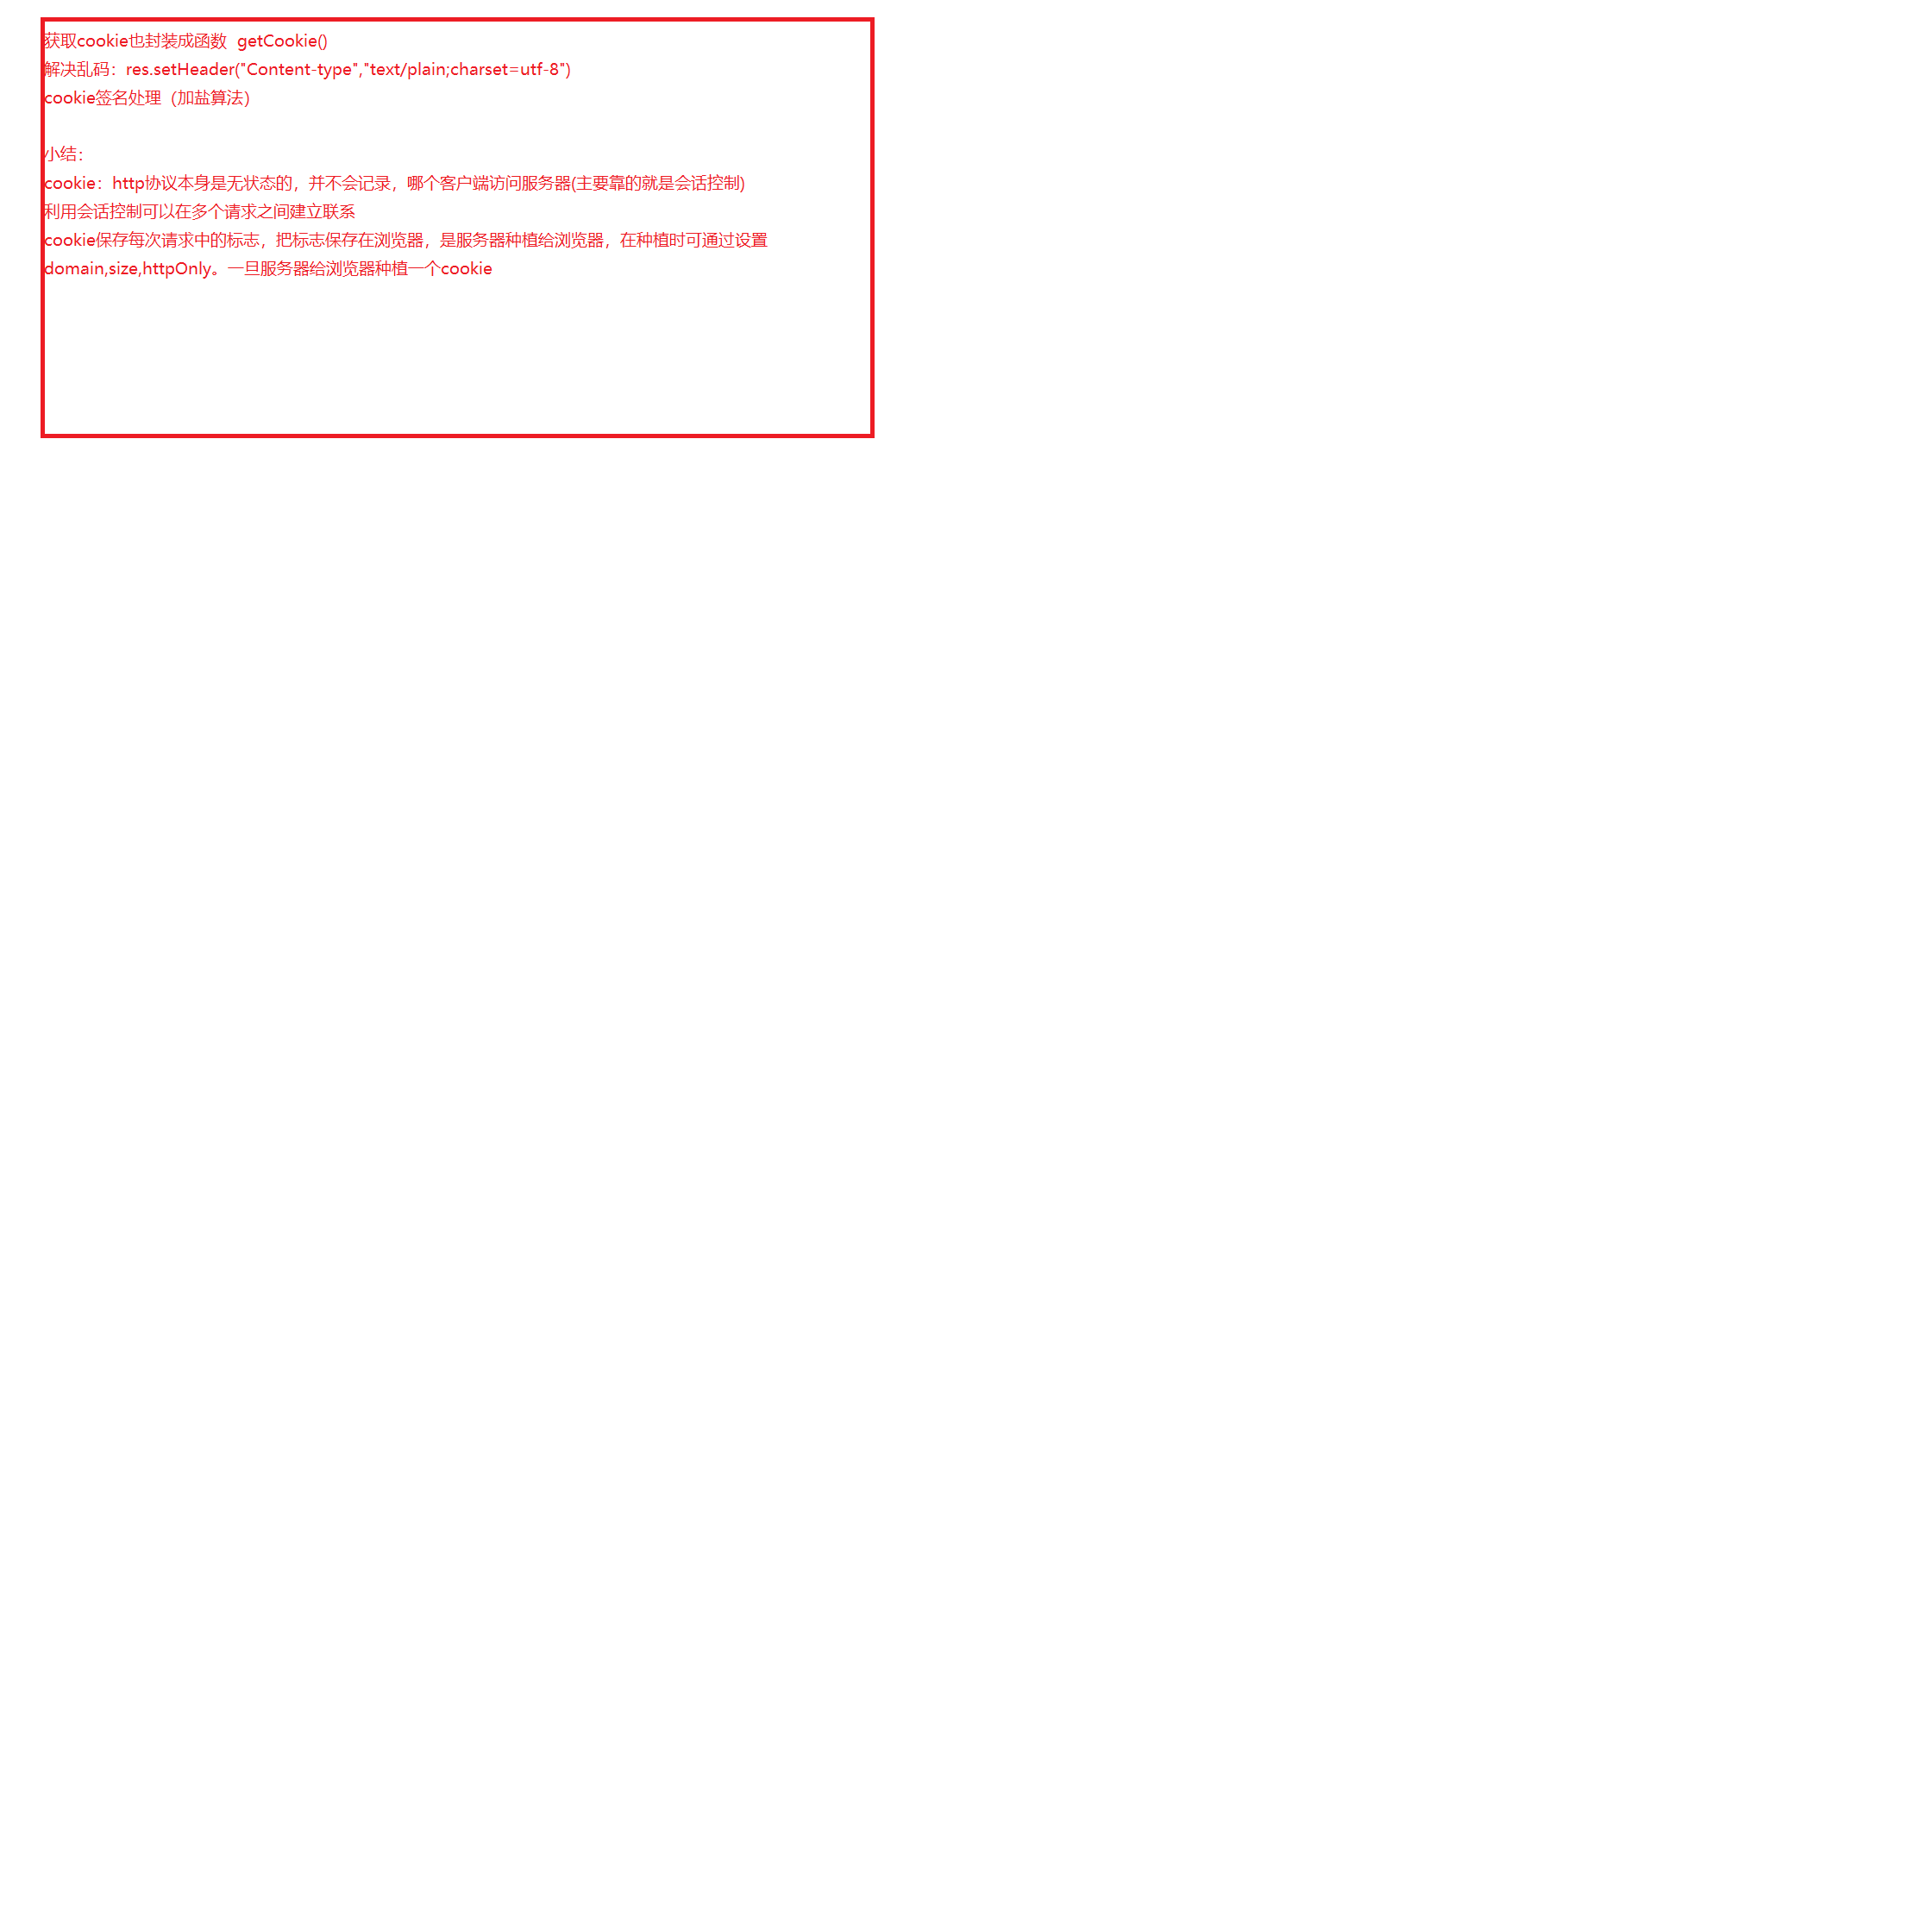 获取cookie也封装成函数  getCookie()
解决乱码：res.setHeader("Content-type","text/plain;charset=utf-8")
cookie签名处理（加盐算法）
小结：
cookie：http协议本身是无状态的，并不会记录，哪个客户端访问服务器(主要靠的就是会话控制)
利用会话控制可以在多个请求之间建立联系
cookie保存每次请求中的标志，把标志保存在浏览器，是服务器种植给浏览器，在种植时可通过设置
domain,size,httpOnly。一旦服务器给浏览器种植一个cookie